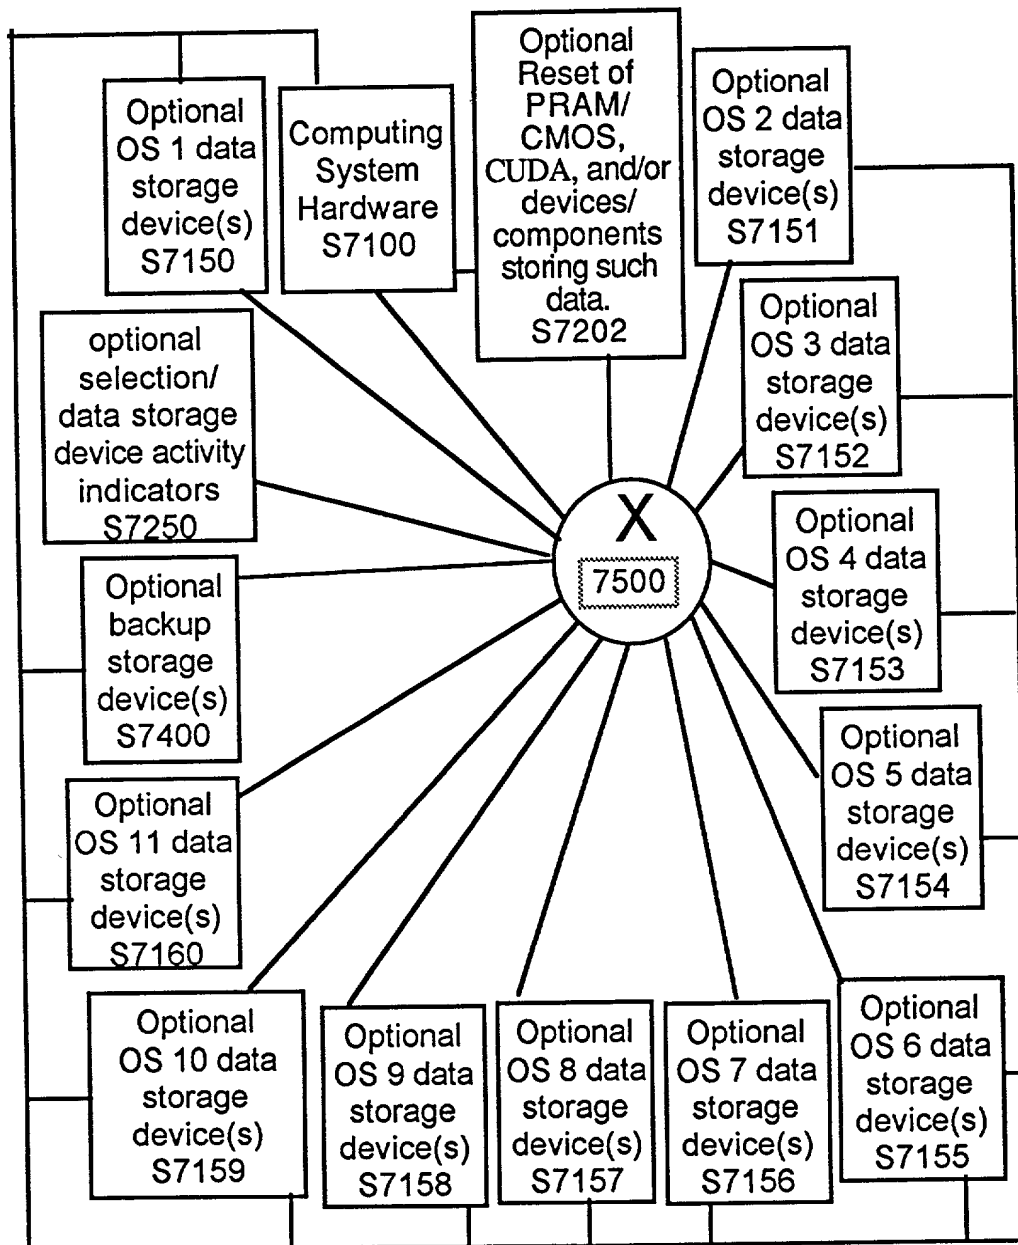 Optional
OS 1 data
storage
device(s)
S7150
Computing
System
Hardware
S7100
Optional
Reset of
PRAM/
CMOS,
CUDA, and/or
devices/
components
storing such
data.
S7202
Optional
OS 2 data
storage
device(s)
S7151
Optional
OS 3 data
storage
device(s)
S7152
optional
selection/
data storage
device activity
indicators
S7250
X
7500
Optional
OS 4 data
storage
device(s)
S7153
Optional
backup
storage
device(s)
S7400
Optional
OS 5 data
storage
device(s)
S7154
Optional
OS 11 data
storage
device(s)
S7160
Optional
OS 10 data
storage
device(s)
S7159
Optional
OS 9 data
storage
device(s)
S7158
Optional
OS 8 data
storage
device(s)
S7157
Optional
OS 7 data
storage
device(s)
S7156
Optional
OS 6 data
storage
device(s)
S7155